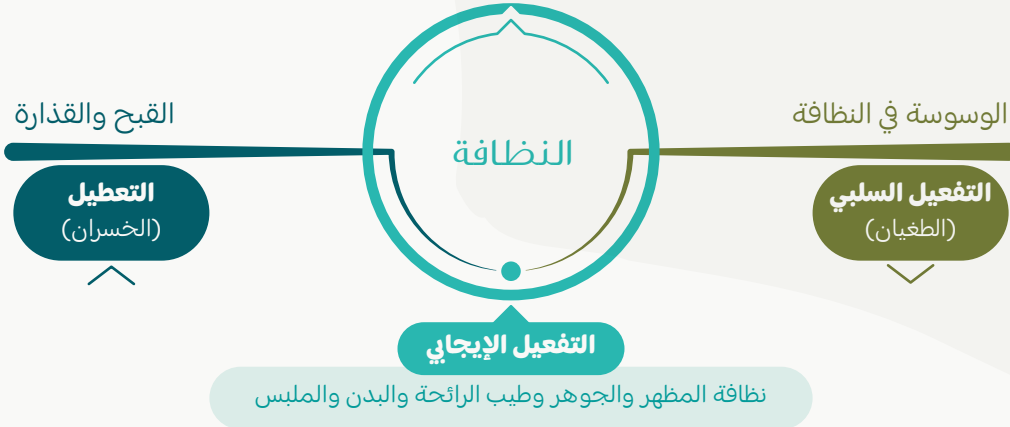 الوسوسة في النظافة
التفعيل السلبي
(الطغيان)
النظافة
القبح والقذارة
التعطيل
(الخسران)
التفعيل الإيجابي
نظافة المظهر والجوهر وطيب الرائحة والبدن والملبس